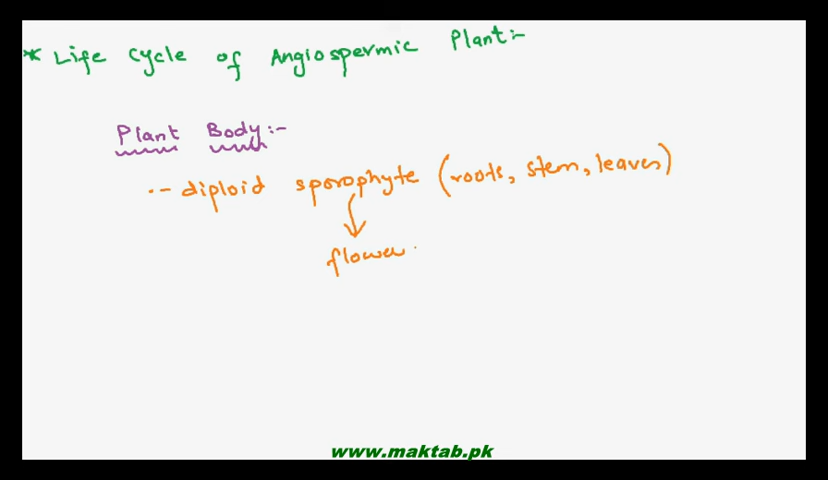 * Life Cycle of Angiospermic Plant:-
Plant Body:-
-- diploid sporophyte (roots, stem, leaves)
flower
www.maktab.pk